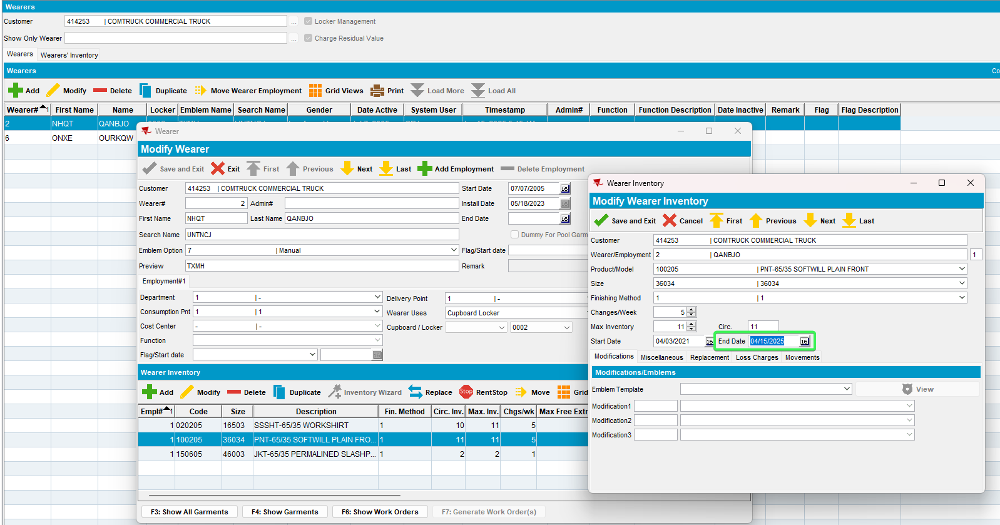 Wearers
Customer 414253 | COMTRUCK COMMERCIAL TRUCK ... Locker Management
Show Only Wearer ... Charge Residual Value
Wearers Wearers' Inventory
Wearers Co
Add Modify Delete Duplicate Move Wearer Employment Grid Views Print Load More Load All
Wearer# 1 First Name Name Locker Emblem Name Search Name Gender Date Active System User Timestamp Admin# Function Function Description Date Inactive Remark Flag Flag Description
2 NHQT QANBJO
6 ONXE OURKQW
Wearer
Modify Wearer
Save and Exit Exit First Previous Next Last Add Employment Delete Employment
Customer 414253 | COMTRUCK COMMERCIAL TRUCK Start Date 07/07/2005 16
Wearer# 2 Admin# Install Date 05/18/2023 16
First Name NHQT Last Name QANBJO End Date 16
Search Name UNTNCJ Dummy For Pool Garm
Emblem Option 7 | Manual Flag/Start date
Preview TXMH Remark
Employment#1
Department 1 | - Delivery Point 1 | -
Consumption Pnt 1 | 1 Wearer Uses Cupboard Locker
Cost Center - | - Cupboard / Locker 0002
Function
Flag/Start date 16
Wearer Inventory
Add Modify Delete Duplicate Inventory Wizard Replace Stop RentStop Move Grid
Empl# 1 Code Size Description Fin. Method Circ. Inv. Max. Inv. Chgs/wk Max Free Extr
1 020205 16503 SSSHT-65/35 WORKSHIRT 1 10 11 5
1 100205 36034 PNT-65/35 SOFTWILL PLAIN FRO... 1 11 11 5
1 150605 46003 JKT-65/35 PERMALINED SLASHP... 1 2 2 1
F3: Show All Garments F4: Show Garments F6: Show Work Orders F7: Generate Work Order(s)
Wearer Inventory
Modify Wearer Inventory
Save and Exit Cancel First Previous Next Last
Customer 414253 | COMTRUCK COMMERCIAL TRUCK
Wearer/Employment 2 | QANBJO 1
Product/Model 100205 | PNT-65/35 SOFTWILL PLAIN FRONT
Size 36034 | 36034
Finishing Method 1 | 1
Changes/Week 5
Max Inventory 11 Circ. 11
Start Date 04/03/2021 16 End Date 04/15/2025 16
Modifications Miscellaneous Replacement Loss Charges Movements
Modifications/Emblems
Emblem Template View
Modification1
Modification2
Modification3